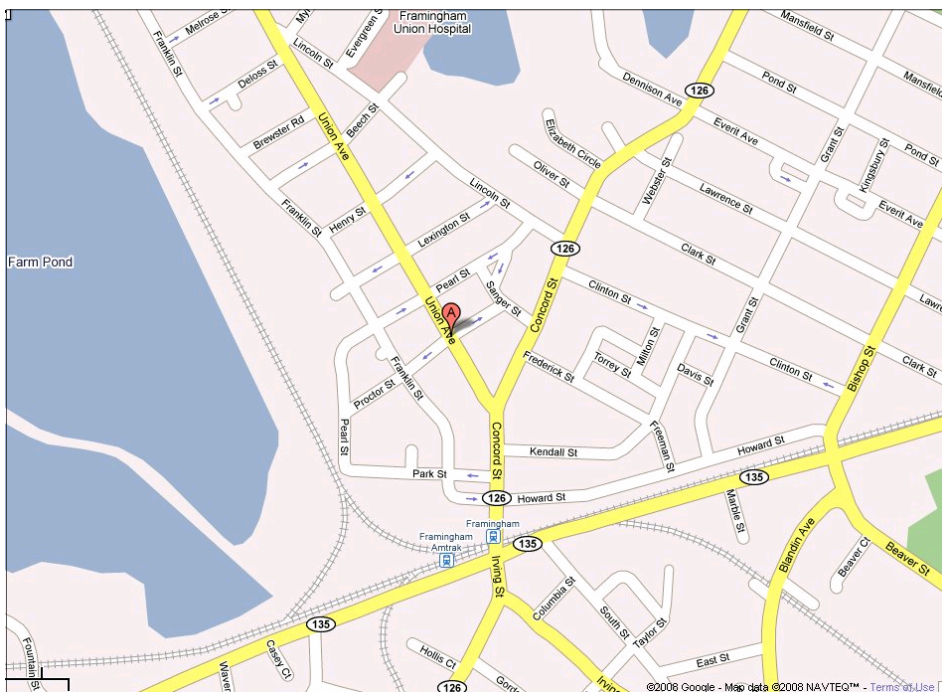 Framingham
Union Hospital
Melrose St
Evergreen S
Mansfield St
Franklin St
Lincoln St
Deloss St
Pond St
Mansfield
126
Dennison Ave
Beech St
Union Ave
Brewster Rd
Everit Ave
Grant St
Kingsbury St
Pond St
Elizabeth Circle
Oliver St
Webster St
Lincoln St
Lawrence St
Franklin St
Henry St
Lexington St
Everit Ave
126
Clark St
Farm Pond
Pearl St
Sanger St
Clinton St
Concord St
Union Ave
A
Grant St
Lawre
Milton St
Torrey St
Frederick St
Davis St
Clinton St
Clark St
Bishop St
Franklin St
Proctor St
Pearl St
Concord St
Freeman St
Howard St
Kendall St
Park St
135
126
Howard St
Marble St
Framingham
Framingham
Amtrak
135
Blandin Ave
Beaver St
Beaver Ct
Irving St
Columbia St
South St
Taylor St
135
Fountain St
Waver
Casey Ct
Hollis Ct
East St
126
Gord
Irving
©2008 Google - Map data ©2008 NAVTEQ™ - Terms of Use